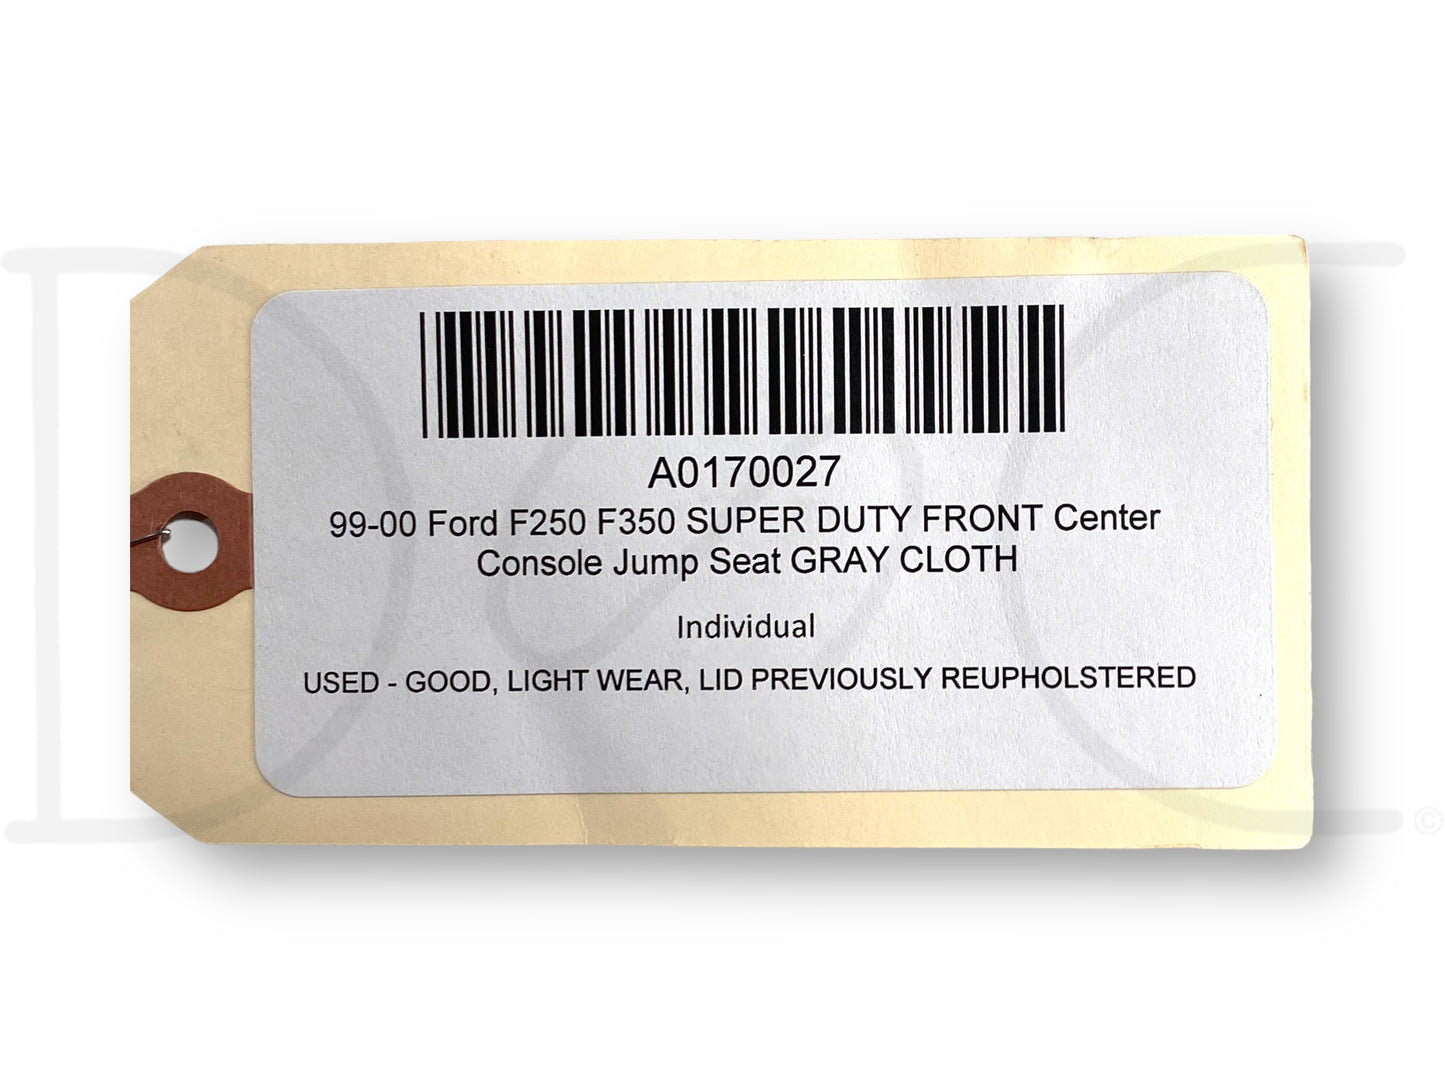 A0170027
99-00 Ford F250 F350 SUPER DUTY FRONT Center
Console Jump Seat GRAY CLOTH
Individual
USED - GOOD, LIGHT WEAR, LID PREVIOUSLY REUPHOLSTERED
©